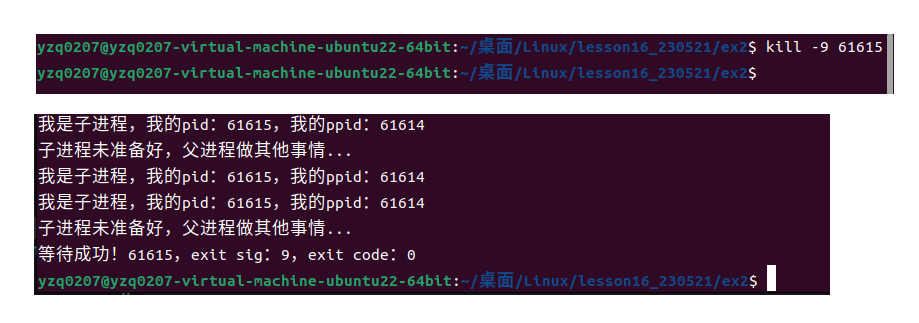 yzq0207@yzq0207-virtual-machine-ubuntu22-64bit:~/桌面/Linux/lesson16_230521/ex2$ kill -9 61615
yzq0207@yzq0207-virtual-machine-ubuntu22-64bit:~/桌面/Linux/lesson16_230521/ex2$
我是子进程，我的pid：61615，我的ppid：61614
子进程未准备好，父进程做其他事情...
我是子进程，我的pid：61615，我的ppid：61614
我是子进程，我的pid：61615，我的ppid：61614
子进程未准备好，父进程做其他事情...
等待成功！61615，exit sig：9，exit code：0
yzq0207@yzq0207-virtual-machine-ubuntu22-64bit:~/桌面/Linux/lesson16_230521/ex2$